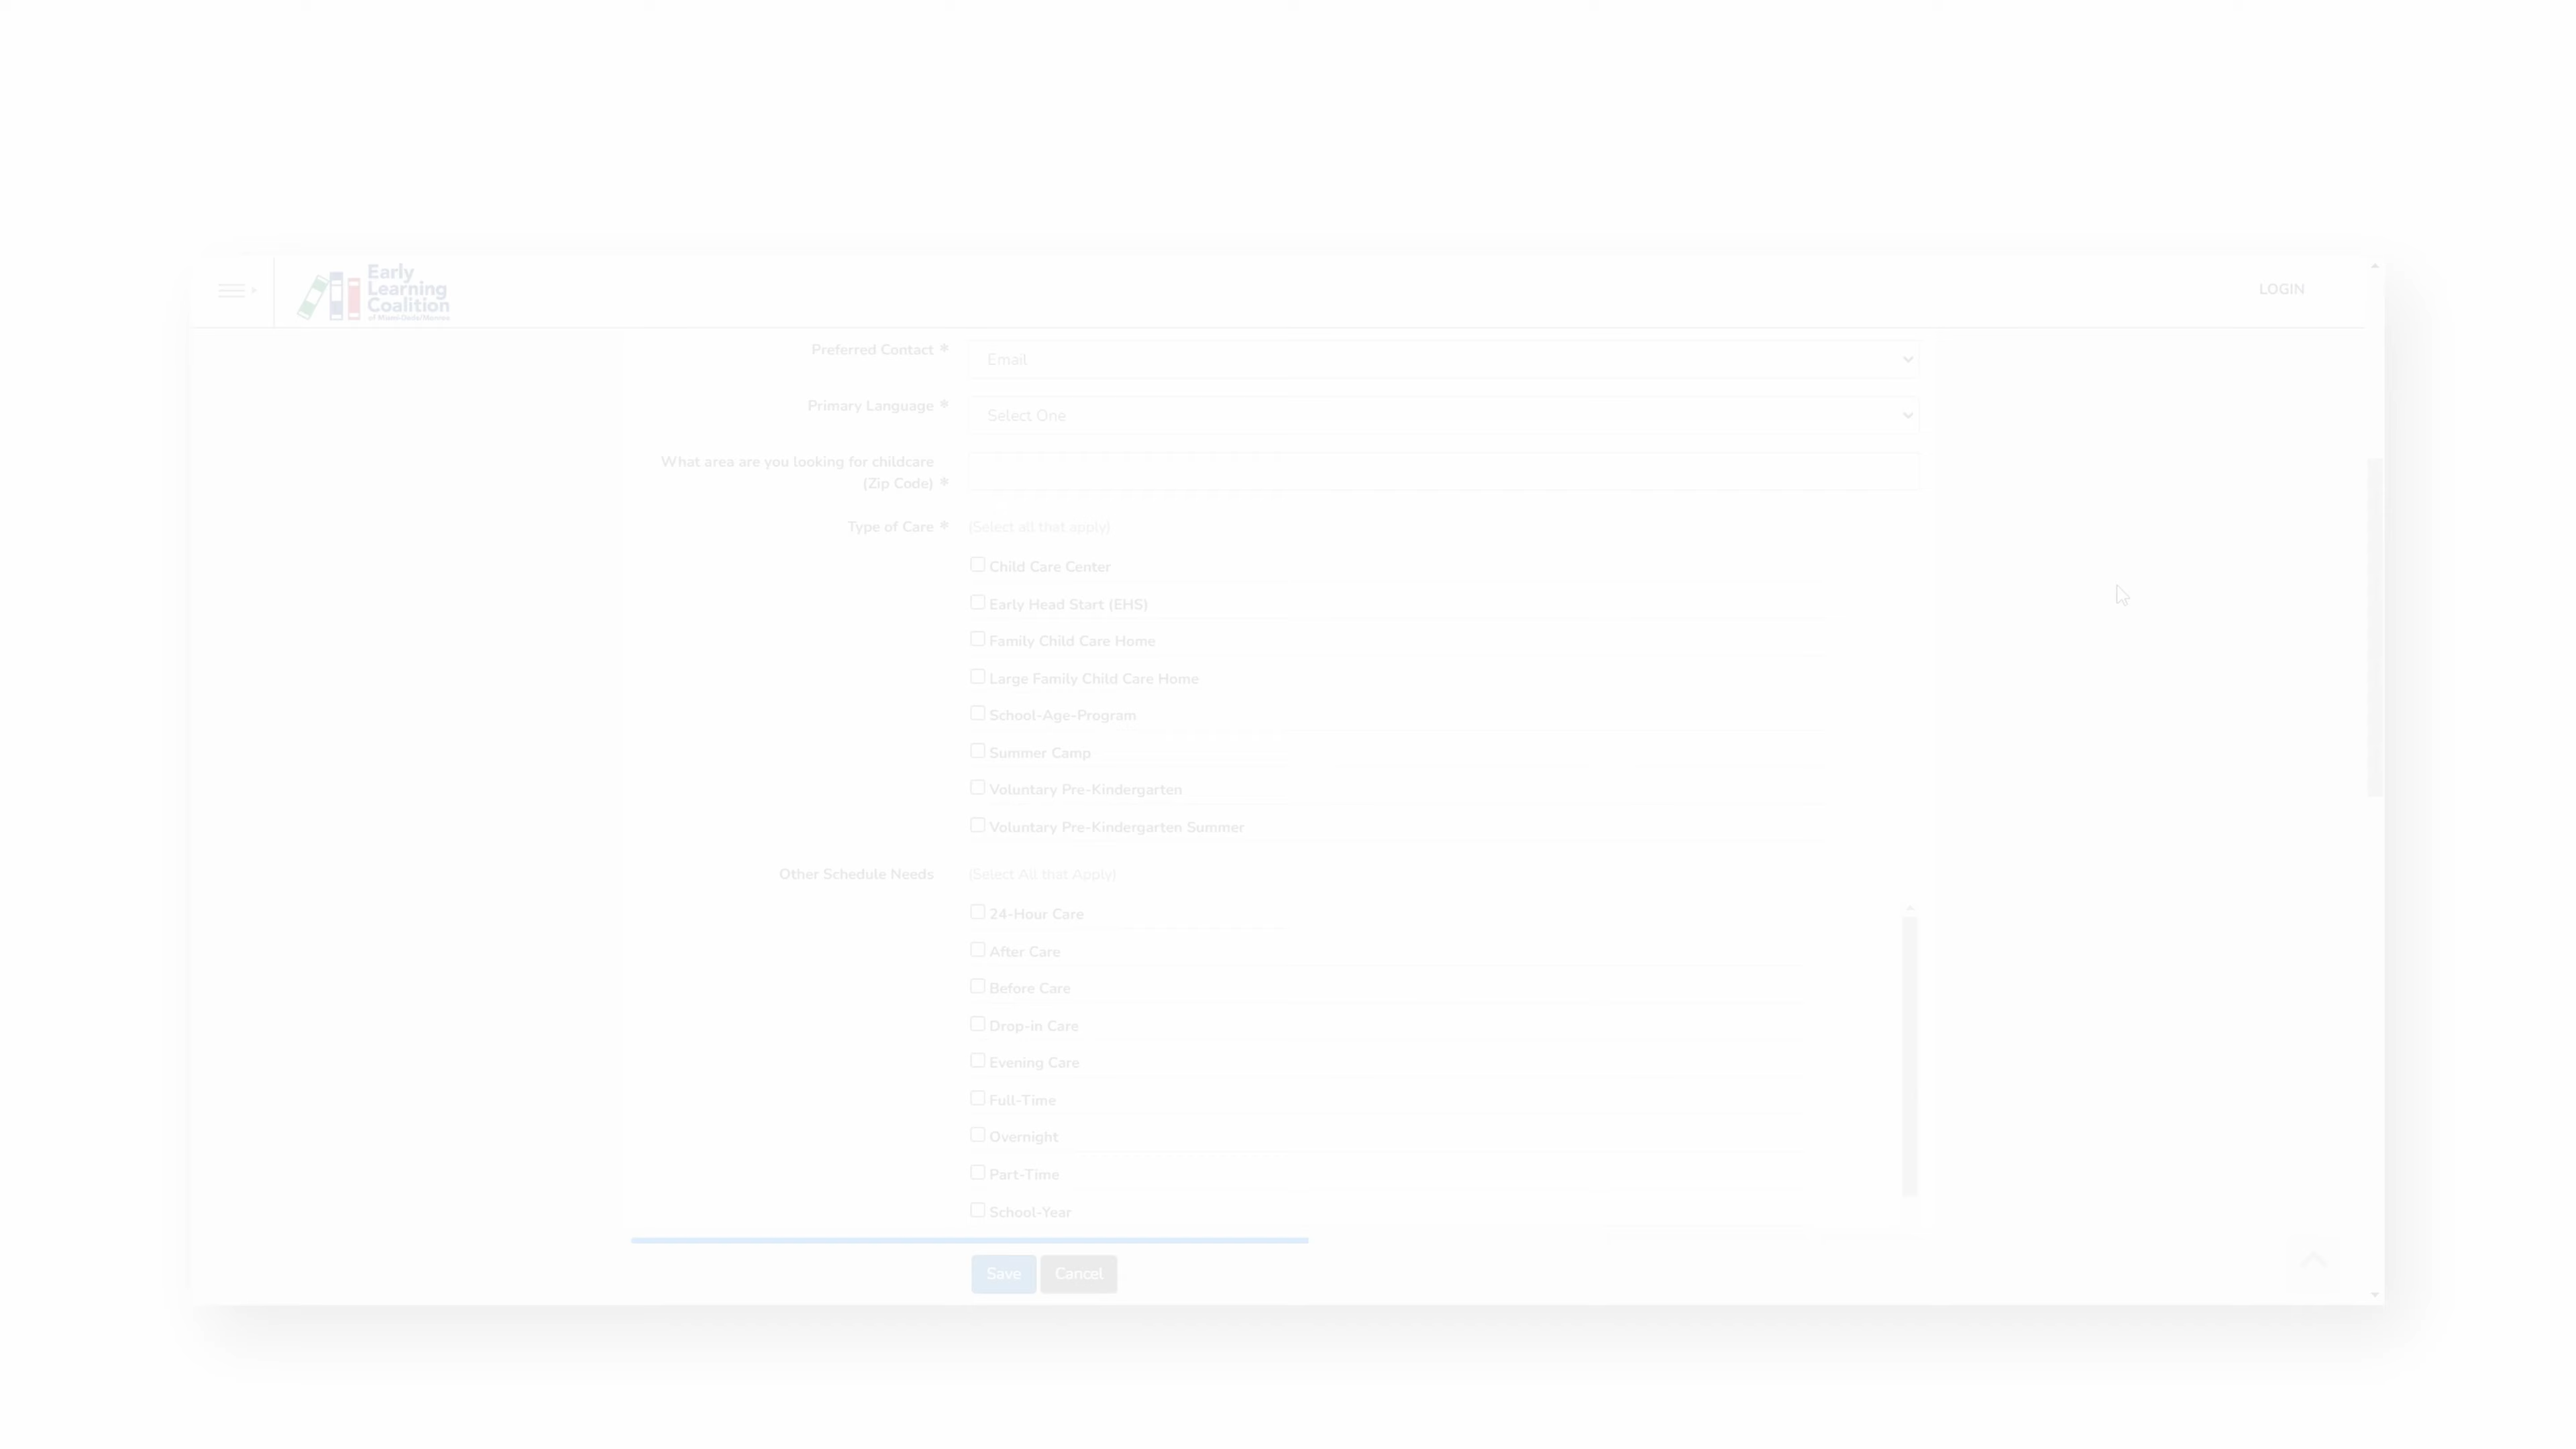 Early
Learning
Coalition
of Miami-Dade/Monroe
LOGIN
Preferred Contact *
Email
Primary Language *
Select One
What area are you looking for childcare
(Zip Code) *
Type of Care * (Select all that apply)
Child Care Center
Early Head Start (EHS)
Family Child Care Home
Large Family Child Care Home
School-Age-Program
Summer Camp
Voluntary Pre-Kindergarten
Voluntary Pre-Kindergarten Summer
Other Schedule Needs (Select All that Apply)
24-Hour Care
After Care
Before Care
Drop-in Care
Evening Care
Full-Time
Overnight
Part-Time
School-Year
Save Cancel